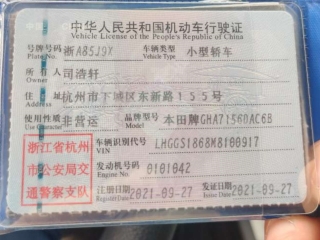 中华人民共和国机动车行驶证
Vehicle License of the People's Republic of China
号牌号码 浙A85J9X 车辆类型 小型轿车
Plate No. Vehicle Type
所有人 司浩轩
Owner
住址 杭州市下城区东新路155号
Address
使用性质 非营运 品牌型号 本田牌GHA7156DAC6B
Use Character Model
浙江省杭州
市公安局交
通警察支队
车辆识别代号 LHGGS1868M8100917
VIN
发动机号码 0101042
Engine No.
注册日期 2021-09-27 发证日期 2021-09-27
Register Date Issue Date